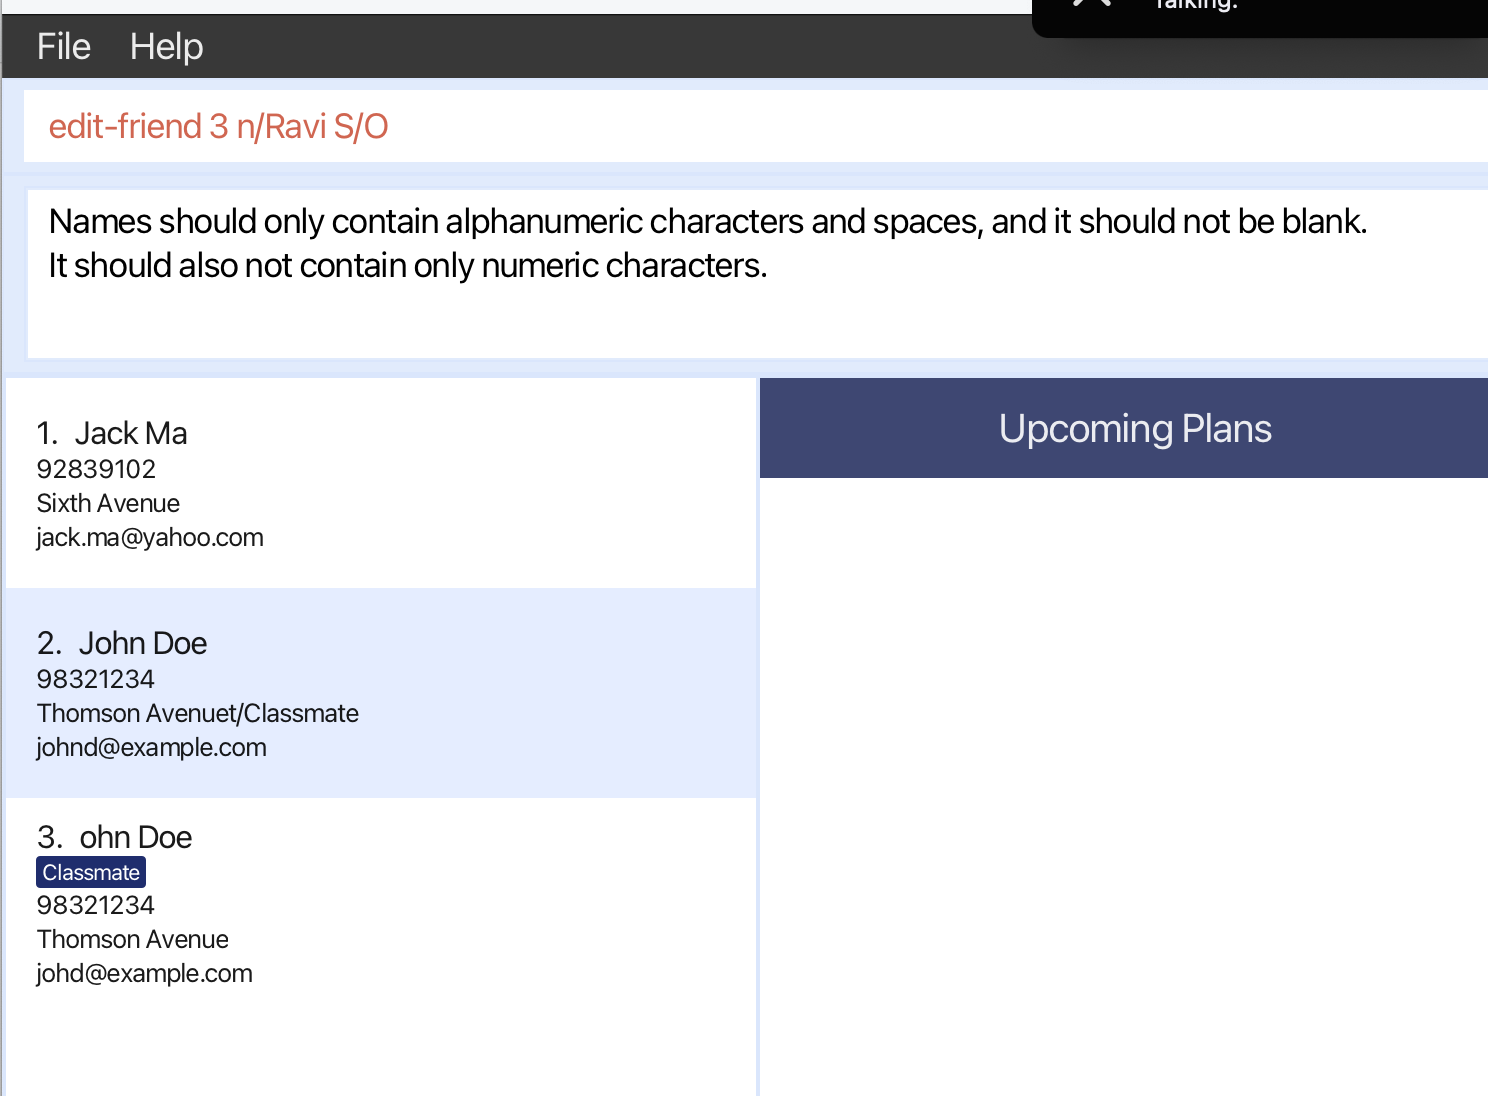 Talking:
File Help
edit-friend 3 n/Ravi S/O
Names should only contain alphanumeric characters and spaces, and it should not be blank.
It should also not contain only numeric characters.
1. Jack Ma
92839102
Sixth Avenue
jack.ma@yahoo.com
2. John Doe
98321234
Thomson Avenuet/Classmate
johnd@example.com
3. ohn Doe
Classmate
98321234
Thomson Avenue
johd@example.com
Upcoming Plans